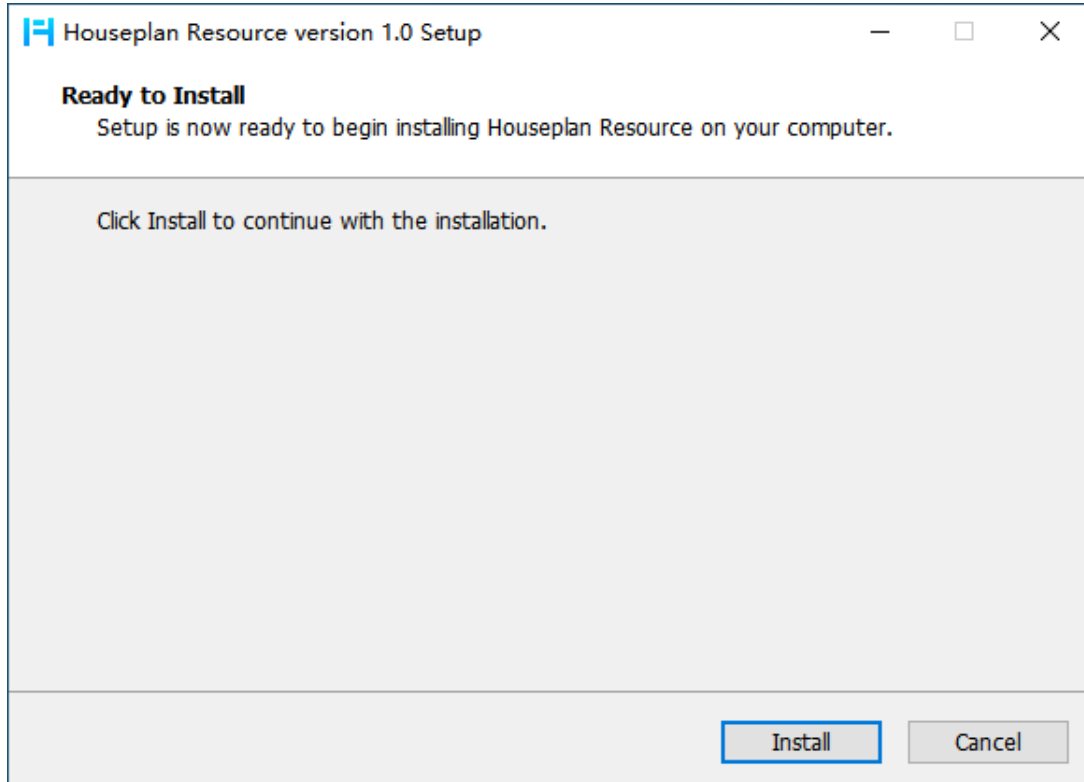 Houseplan Resource version 1.0 Setup
Ready to Install
Setup is now ready to begin installing Houseplan Resource on your computer.
Click Install to continue with the installation.
Install
Cancel